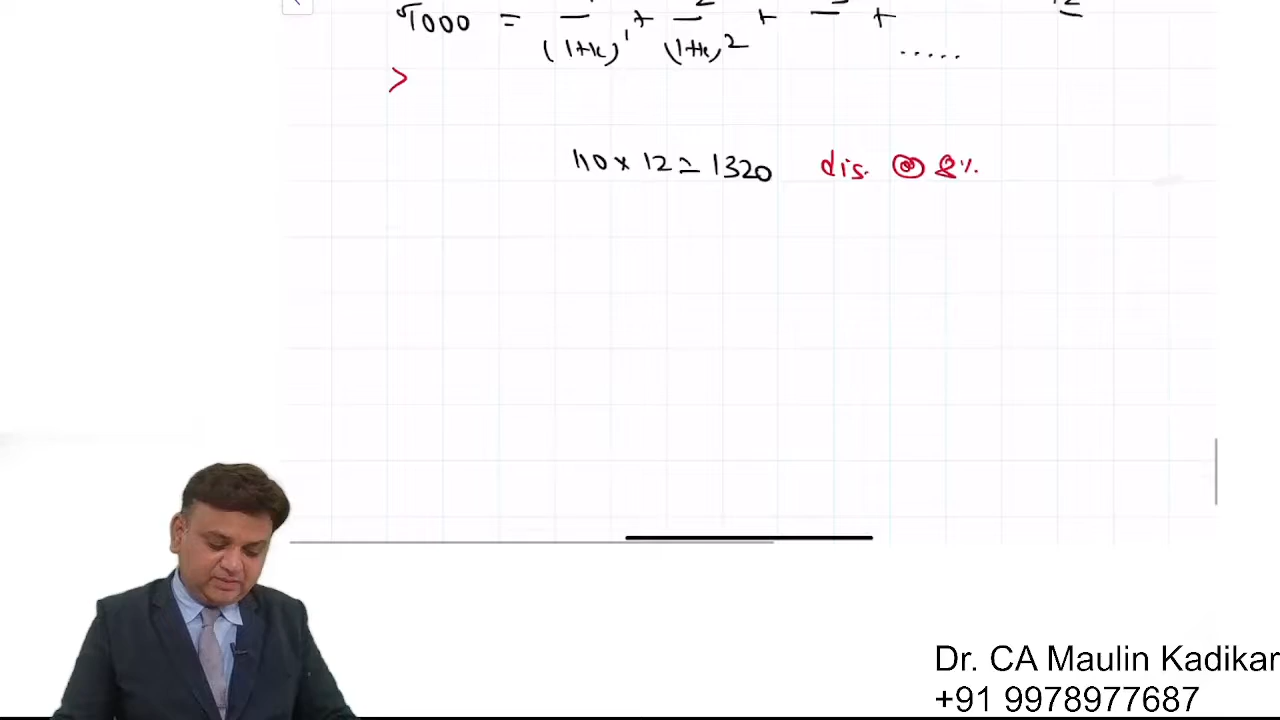 1000 = — + — + — + —
(1+k)^1 (1+k)^2 .....
>
110 x 12 = 1320 dis. @ 8%
Dr. CA Maulin Kadikar
+91 9978977687